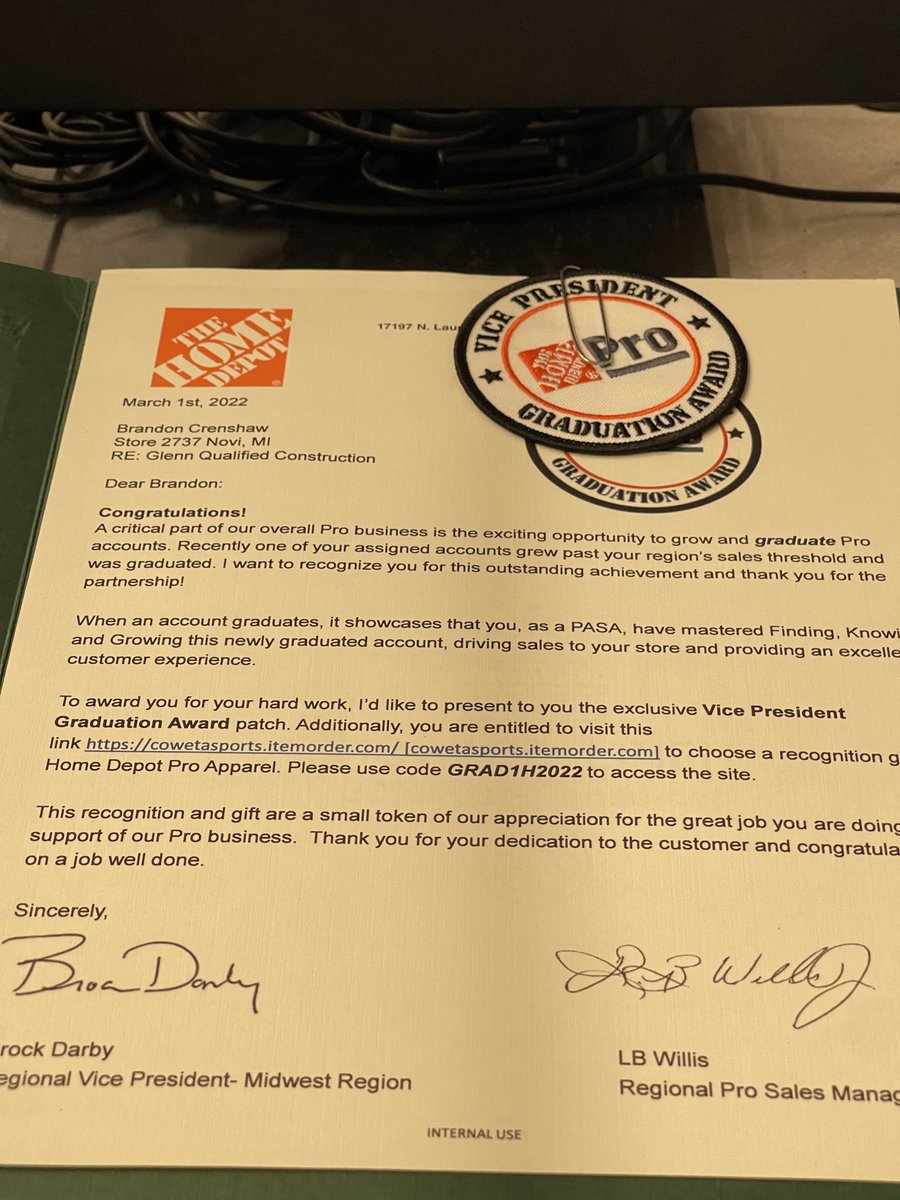 THE
HOME
DEPOT
®
17197 N. Lau
VICE PRESIDENT
THE
HOME
DEPOT
Pro
GRADUATION AWARD
GRADUATION AWARD
March 1st, 2022
Brandon Crenshaw
Store 2737 Novi, MI
RE: Glenn Qualified Construction
Dear Brandon:
Congratulations!
A critical part of our overall Pro business is the exciting opportunity to grow and graduate Pro
accounts. Recently one of your assigned accounts grew past your region's sales threshold and
was graduated. I want to recognize you for this outstanding achievement and thank you for the
partnership!
When an account graduates, it showcases that you, as a PASA, have mastered Finding, Knowi
and Growing this newly graduated account, driving sales to your store and providing an excelle
customer experience.
To award you for your hard work, I'd like to present to you the exclusive Vice President
Graduation Award patch. Additionally, you are entitled to visit this
link https://cowetasports.itemorder.com/ [cowetasports.itemorder.com] to choose a recognition g
Home Depot Pro Apparel. Please use code GRAD1H2022 to access the site.
This recognition and gift are a small token of our appreciation for the great job you are doing
support of our Pro business. Thank you for your dedication to the customer and congratula
on a job well done.
Sincerely,
Brock Darby
LB Willis
rock Darby
LB Willis
egional Vice President- Midwest Region
Regional Pro Sales Manag
INTERNAL USE